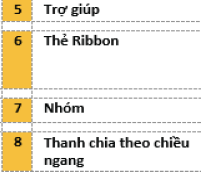 5 Trợ giúp
6 Thẻ Ribbon
7 Nhóm
8 Thanh chia theo chiều
ngang